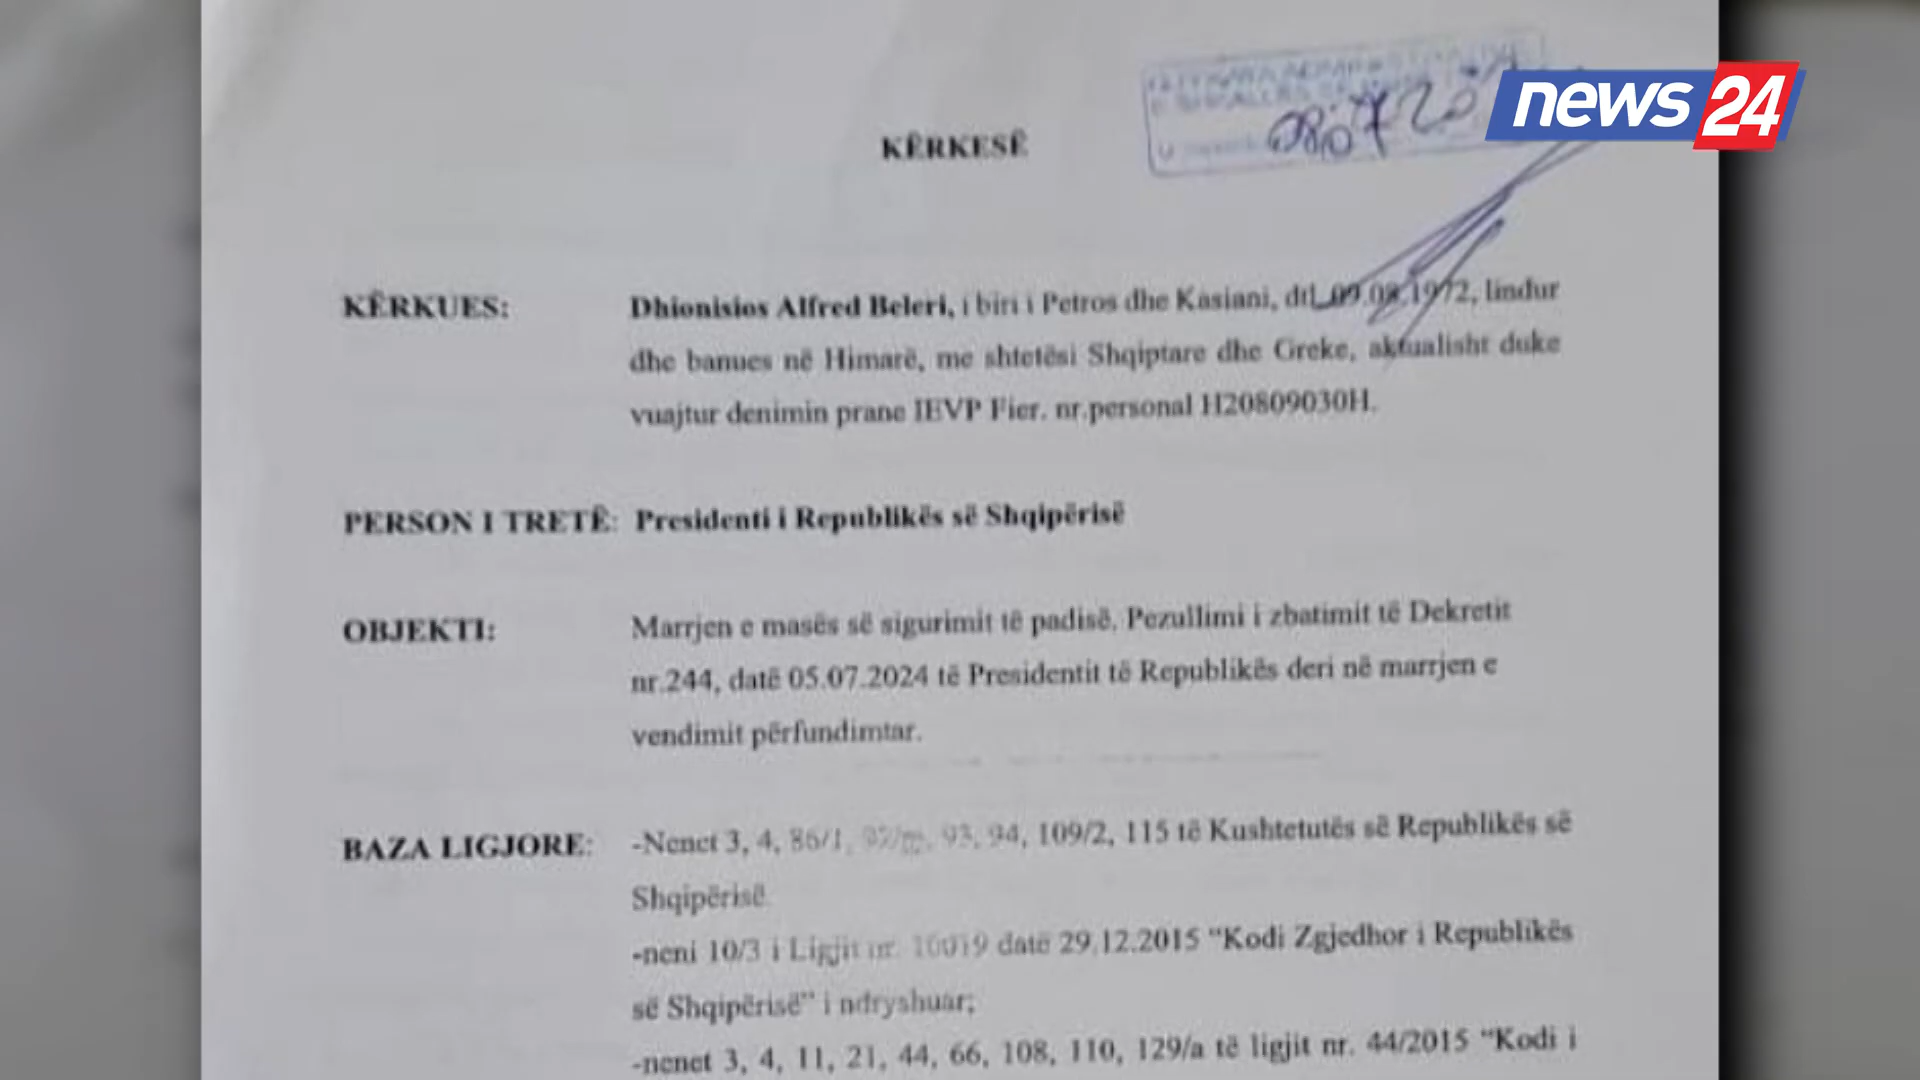 news 24
KËRKESË
KËRKUES: Dhionisios Alfred Beleri, i biri i Petros dhe Kasiani, dtl 09.08.1972, lindur
dhe banues në Himarë, me shtetësi Shqiptare dhe Greke, aktualisht duke
vuajtur denimin prane IEVP Fier. nr.personal H20809030H.
PERSON I TRETË: Presidenti i Republikës së Shqipërisë
OBJEKTI: Marrjen e masës së sigurimit të padisë, Pezullimi i zbatimit të Dekretit
nr.244, datë 05.07.2024 të Presidentit të Republikës deri në marrjen e
vendimit përfundimtar.
BAZA LIGJORE: -Nenet 3, 4, 86/1, 93, 94, 109/2, 115 të Kushtetutës së Republikës së
Shqipërisë.
-neni 10/3 i Ligjit nr. 10019 datë 29.12.2015 “Kodi Zgjedhor i Republikës
së Shqipërisë” i ndryshuar;
-nenet 3, 4, 11, 21, 44, 66, 108, 110, 129/a të ligjit nr. 44/2015 “Kodi i